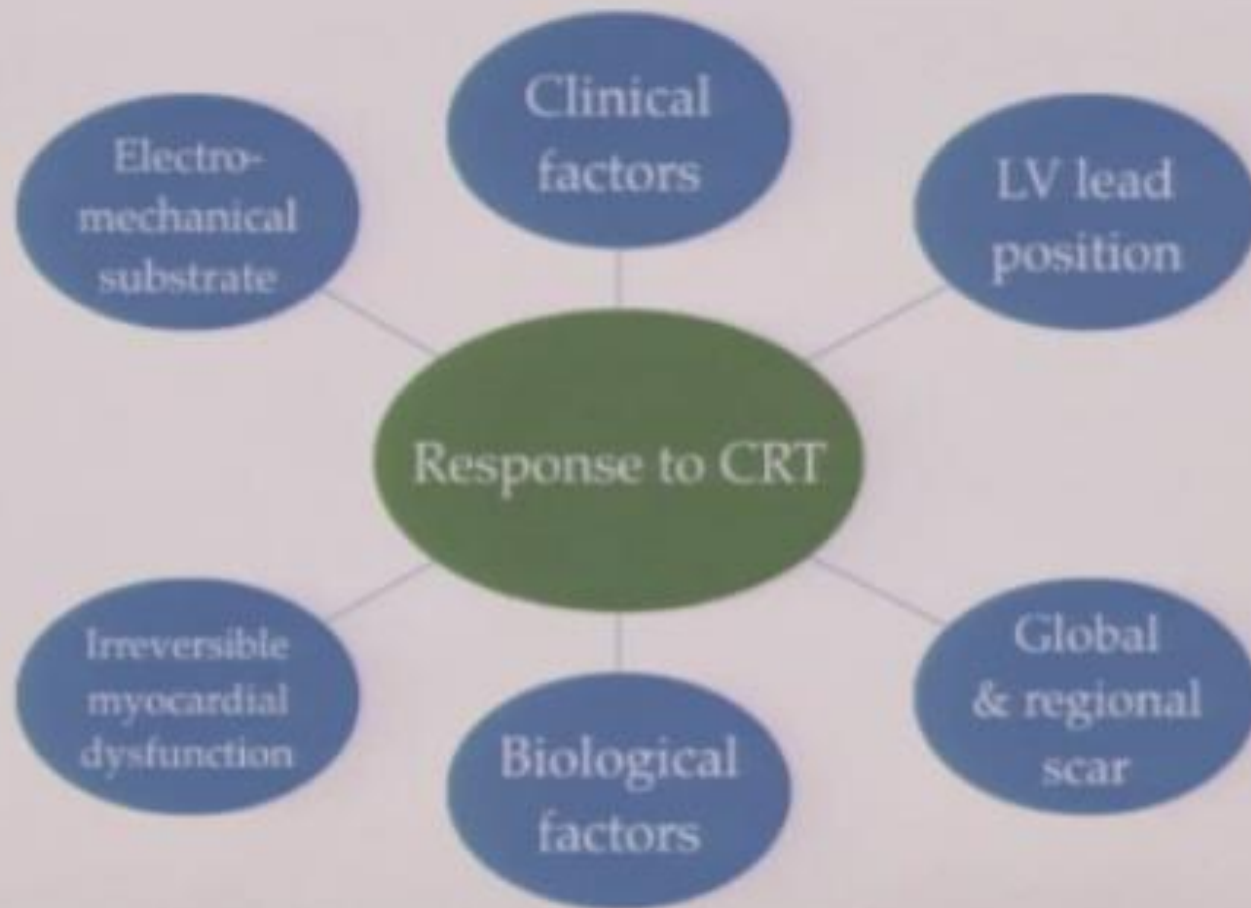 Clinical
factors
LV lead
position
Global
& regional
scar
Biological
factors
Irreversible
myocardial
dysfunction
Electro-
mechanical
substrate
Response to CRT